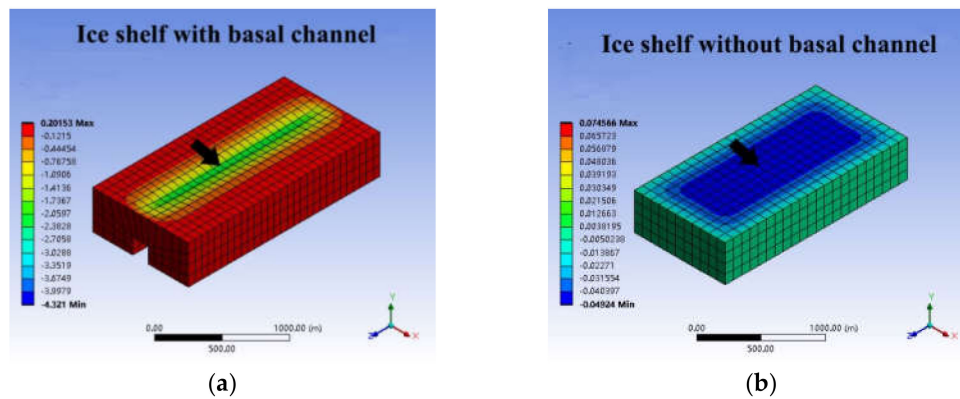 Ice shelf with basal channel
0.20153 Max
-0.1215
-0.44454
-0.76758
-1.0906
-1.4136
-1.7367
-2.0597
-2.3828
-2.7058
-3.0288
-3.3519
-3.6749
-3.9979
-4.321 Min
0.00
1000.00 (m)
500.00
Y
Z
X
(a)
Ice shelf without basal channel
0.074566 Max
0.065723
0.056879
0.048036
0.039193
0.030349
0.021506
0.012663
0.0038195
-0.0050238
-0.013867
-0.02271
-0.031554
-0.040397
-0.04924 Min
0.00
1000.00 (m)
500.00
Y
Z
X
(b)